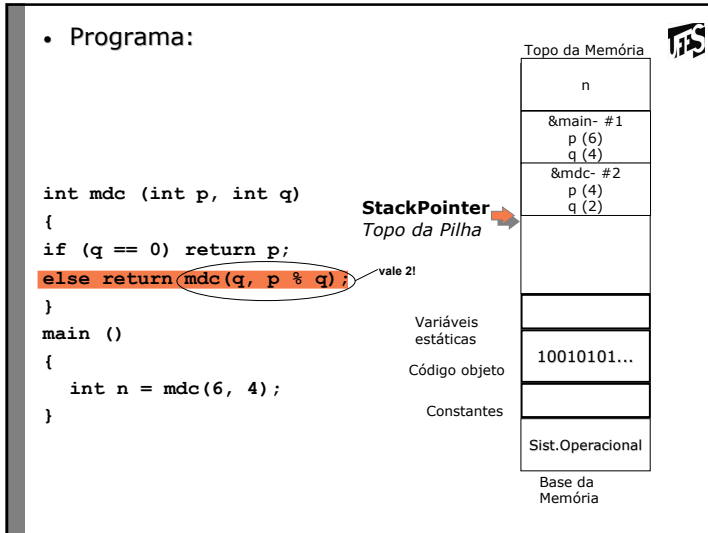 • Programa:
UFES
int mdc (int p, int q)
{
if (q == 0) return p;
else return mdc(q, p % q);
vale 2!
}
main ()
{
int n = mdc(6, 4);
}
StackPointer
Topo da Pilha
Topo da Memória
n
&main- #1
p (6)
q (4)
&mdc- #2
p (4)
q (2)
Variáveis
estáticas
Código objeto
10010101...
Constantes
Sist.Operacional
Base da
Memória